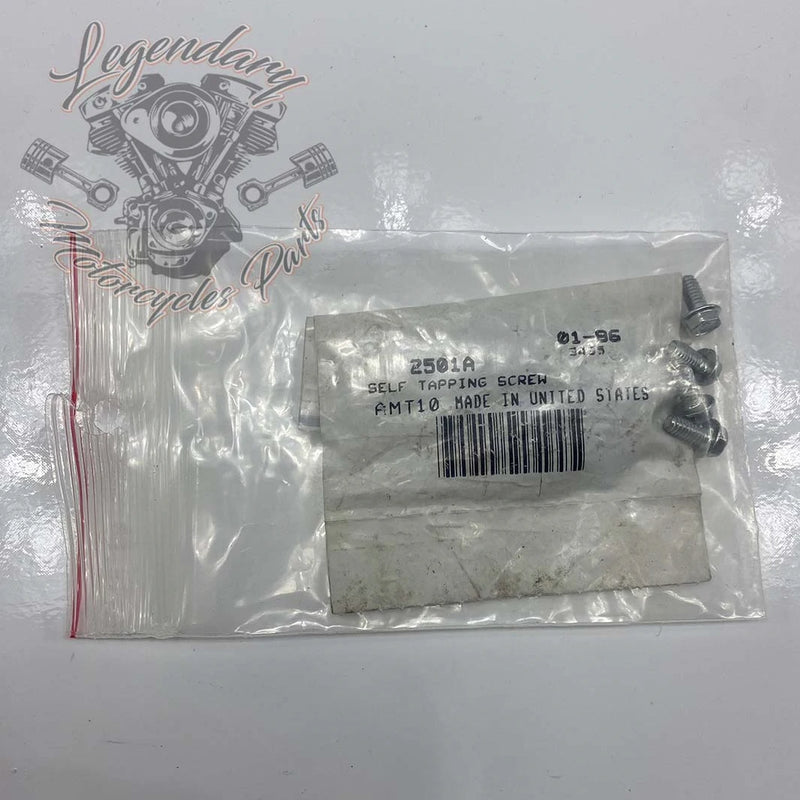 Legendary
Motorcycles Parts
01-96
2501A
SELF TAPPING SCREW
AMT10 MADE IN UNITED STATES